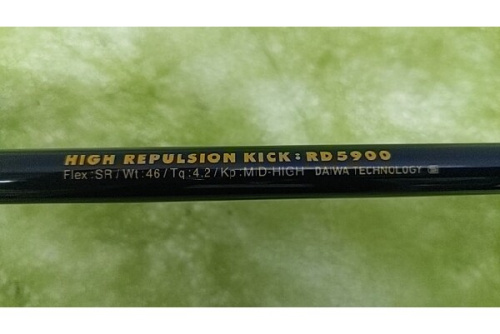 HIGH REPULSION KICK: RD5900
Flex:SR/Wt:46/Tq:4.2/Kp:MID-HIGH DAIWA TECHNOLOGY